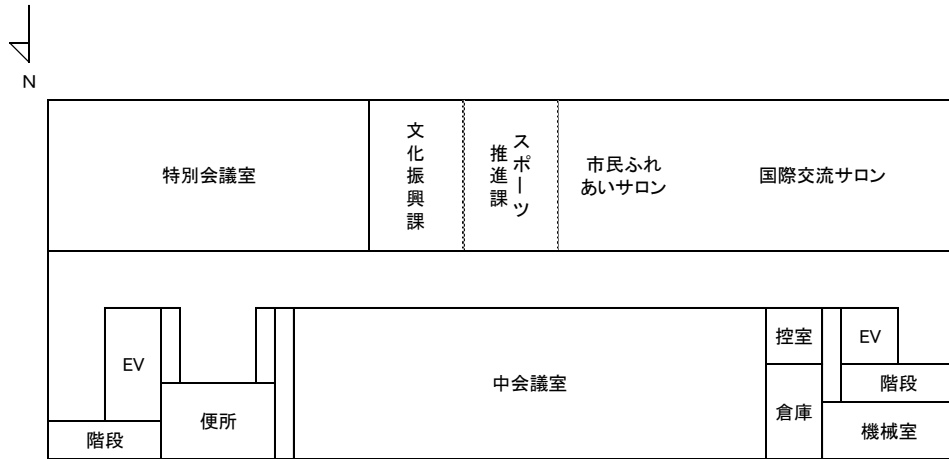 N
特別会議室
文化振興課
スポーツ
推進課
市民ふれ
あいサロン
国際交流サロン
EV
階段
便所
中会議室
控室
倉庫
EV
階段
機械室